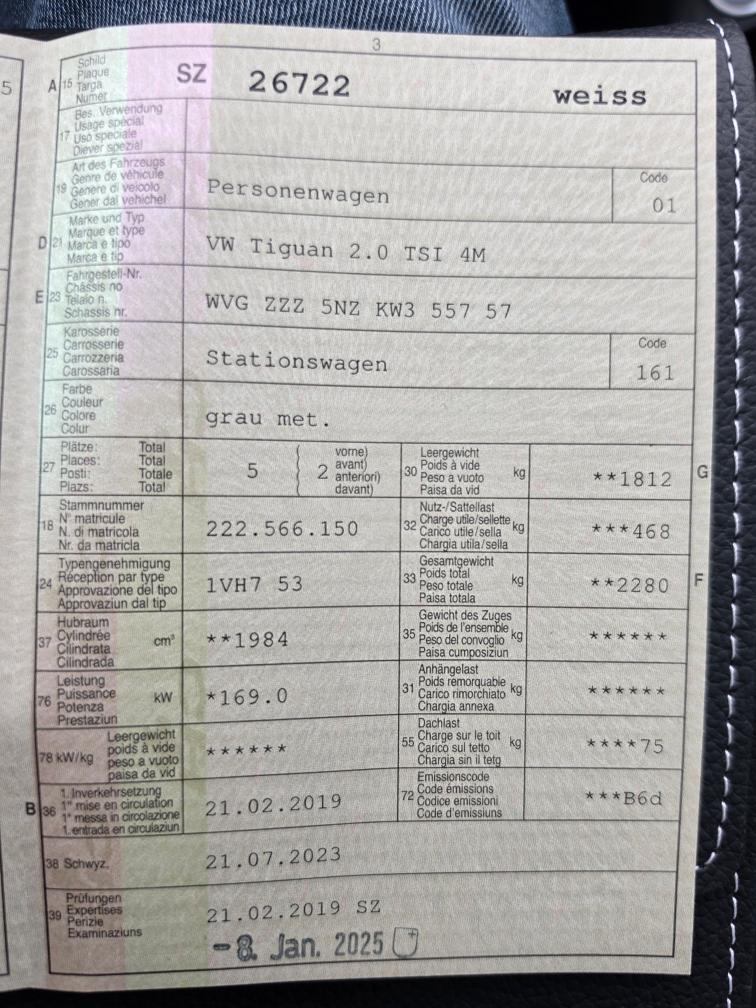 3
5
A 15 Schild
Plaque
Targa
Numer
SZ 26722 weiss
17 Bes. Verwendung
Usage spécial
Uso speciale
Diever spezial
19 Art des Fahrzeugs
Genre de véhicule
Genere di veicolo
Gener dal vehichel
Personenwagen
Code
01
D 21 Marke und Typ
Marque et type
Marca e tipo
Marca e tip
VW Tiguan 2.0 TSI 4M
E 23 Fahrgestell-Nr.
Châssis no
Telaio n.
Schassis nr.
WVG ZZZ 5NZ KW3 557 57
25 Karosserie
Carrosserie
Carrozzeria
Carossaria
Stationswagen
Code
161
26 Farbe
Couleur
Colore
Colur
grau met.
27 Plätze: Total
Places: Total
Posti: Totale
Plazs: Total
5
2
vorne)
avant)
anteriori)
davant)
30 Leergewicht
Poids à vide
Peso a vuoto
Paisa da vid
kg
**1812
G
18 Stammnummer
N° matricule
N. di matricola
Nr. da matricla
222.566.150
32 Nutz-/Sattellast
Charge utile/sellette
Carico utile/sella
Chargia utila/sella
kg
***468
24 Typengenehmigung
Réception par type
Approvazione del tipo
Approvaziun dal tip
1VH7 53
33 Gesamtgewicht
Poids total
Peso totale
Paisa totala
kg
**2280
F
37 Hubraum
Cylindrée
Cilindrata
Cilindrada
cm³
**1984
35 Gewicht des Zuges
Poids de l'ensemble
Peso del convoglio
Paisa cumposiziun
kg
******
76 Leistung
Puissance
Potenza
Prestaziun
kW
*169.0
31 Anhängelast
Poids remorquable
Carico rimorchiato
Chargia annexa
kg
******
78 kW/kg
Leergewicht
poids à vide
peso a vuoto
paisa da vid
******
55 Dachlast
Charge sur le toit
Carico sul tetto
Chargia sin il tetg
kg
****75
B 36 1. Inverkehrsetzung
1re mise en circulation
1a messa in circolazione
1. entrada en circulaziun
21.02.2019
72 Emissionscode
Code émissions
Codice emissioni
Code d'emissiuns
***B6d
38 Schwyz.
21.07.2023
39 Prüfungen
Expertises
Perizie
Examinaziuns
21.02.2019 SZ
-8. Jan. 2025